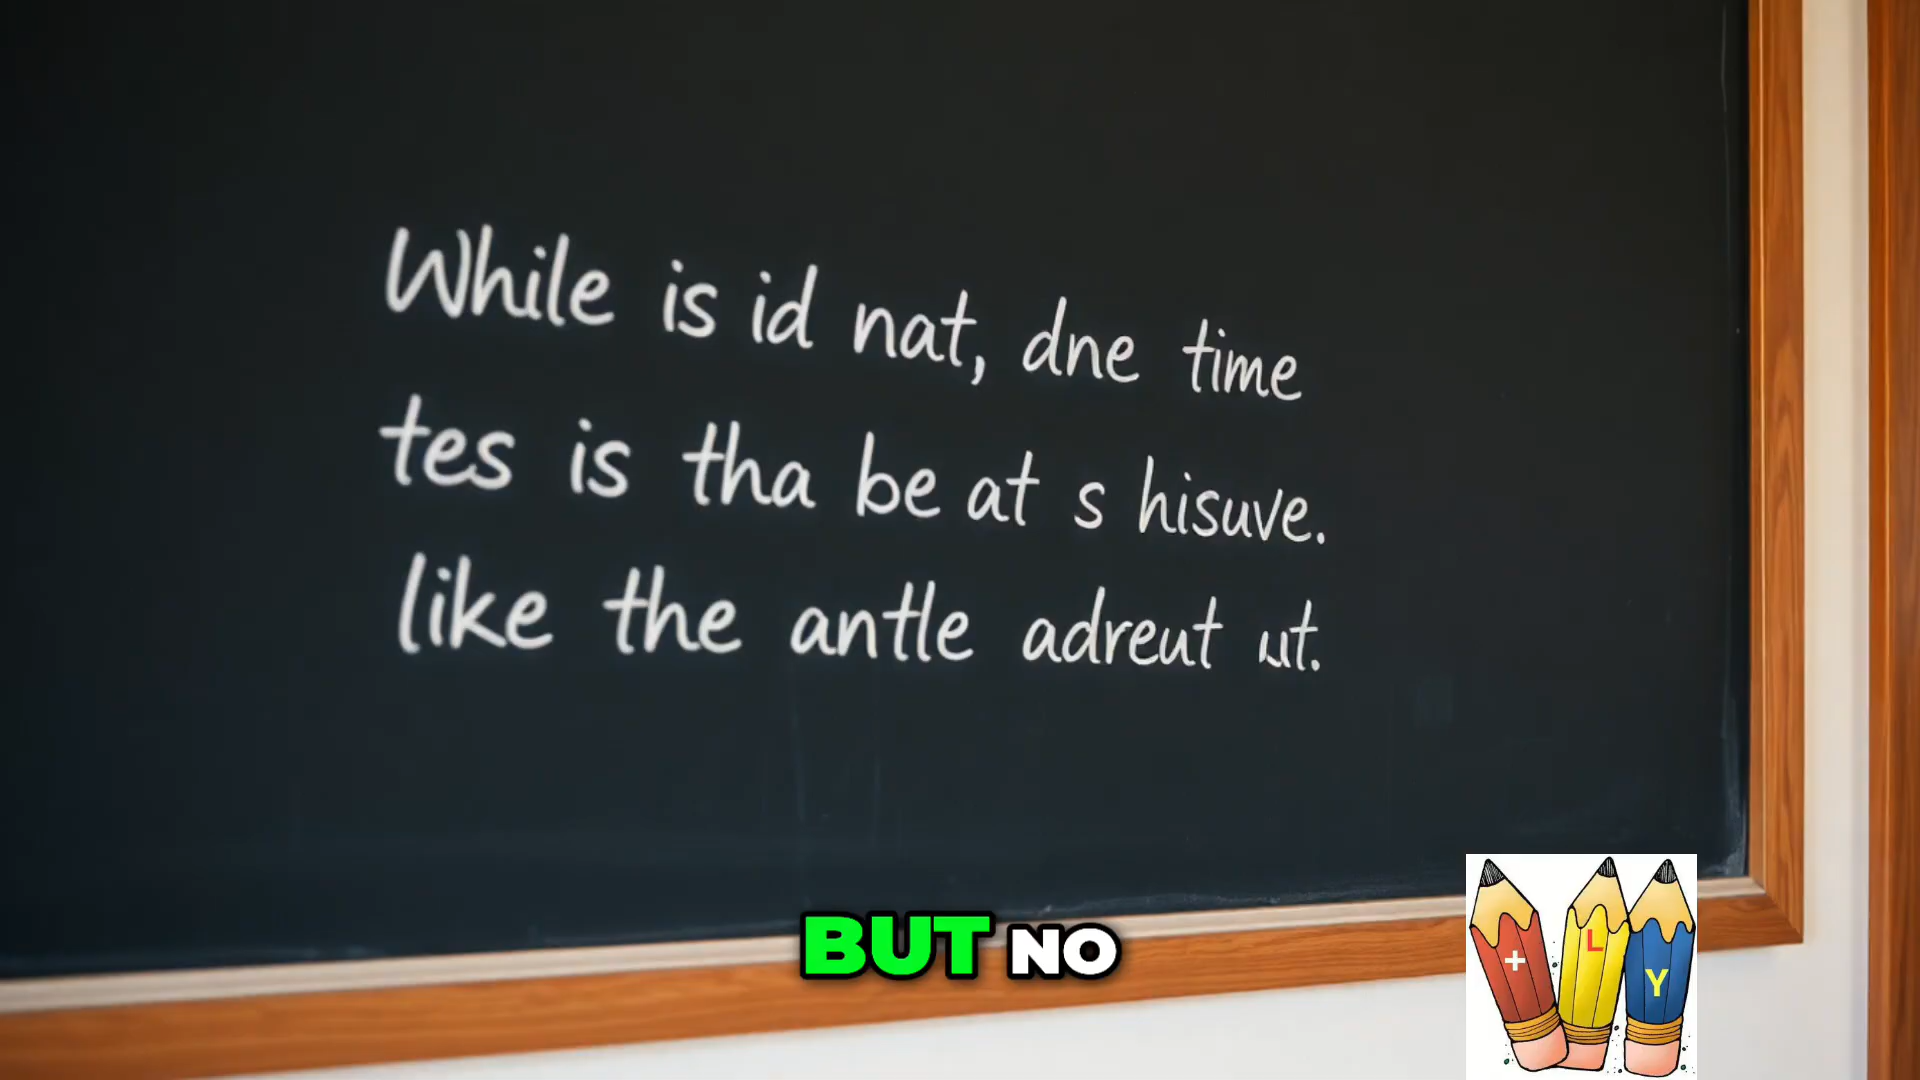 While is id nat, dne time
tes is tha be at s hisuve.
like the antle adreut ut.
BUT NO
+ L Y